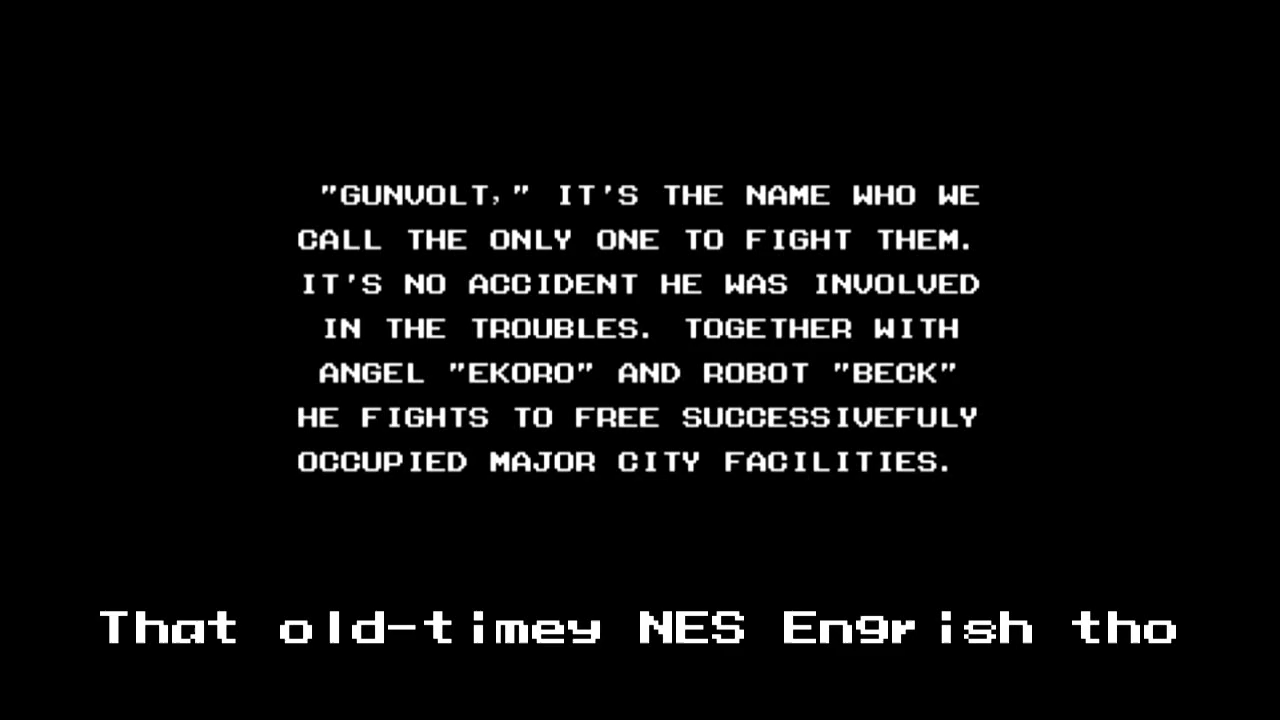 "GUNVOLT," IT'S THE NAME WHO WE
CALL THE ONLY ONE TO FIGHT THEM.
IT'S NO ACCIDENT HE WAS INVOLVED
IN THE TROUBLES. TOGETHER WITH
ANGEL "EKORO" AND ROBOT "BECK"
HE FIGHTS TO FREE SUCCESSIVEFULY
OCCUPIED MAJOR CITY FACILITIES.
That old-timey NES Engrish tho